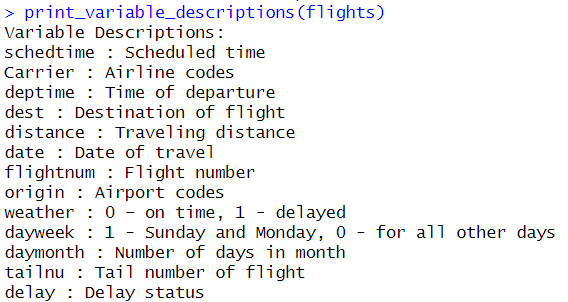 > print_variable_descriptions(flights)
Variable Descriptions:
schedtime : Scheduled time
Carrier : Airline codes
deptime : Time of departure
dest : Destination of flight
distance : Traveling distance
date : Date of travel
flightnum : Flight number
origin : Airport codes
weather : 0 - on time, 1 - delayed
dayweek : 1 - Sunday and Monday, 0 - for all other days
daymonth : Number of days in month
tailnu : Tail number of flight
delay : Delay status